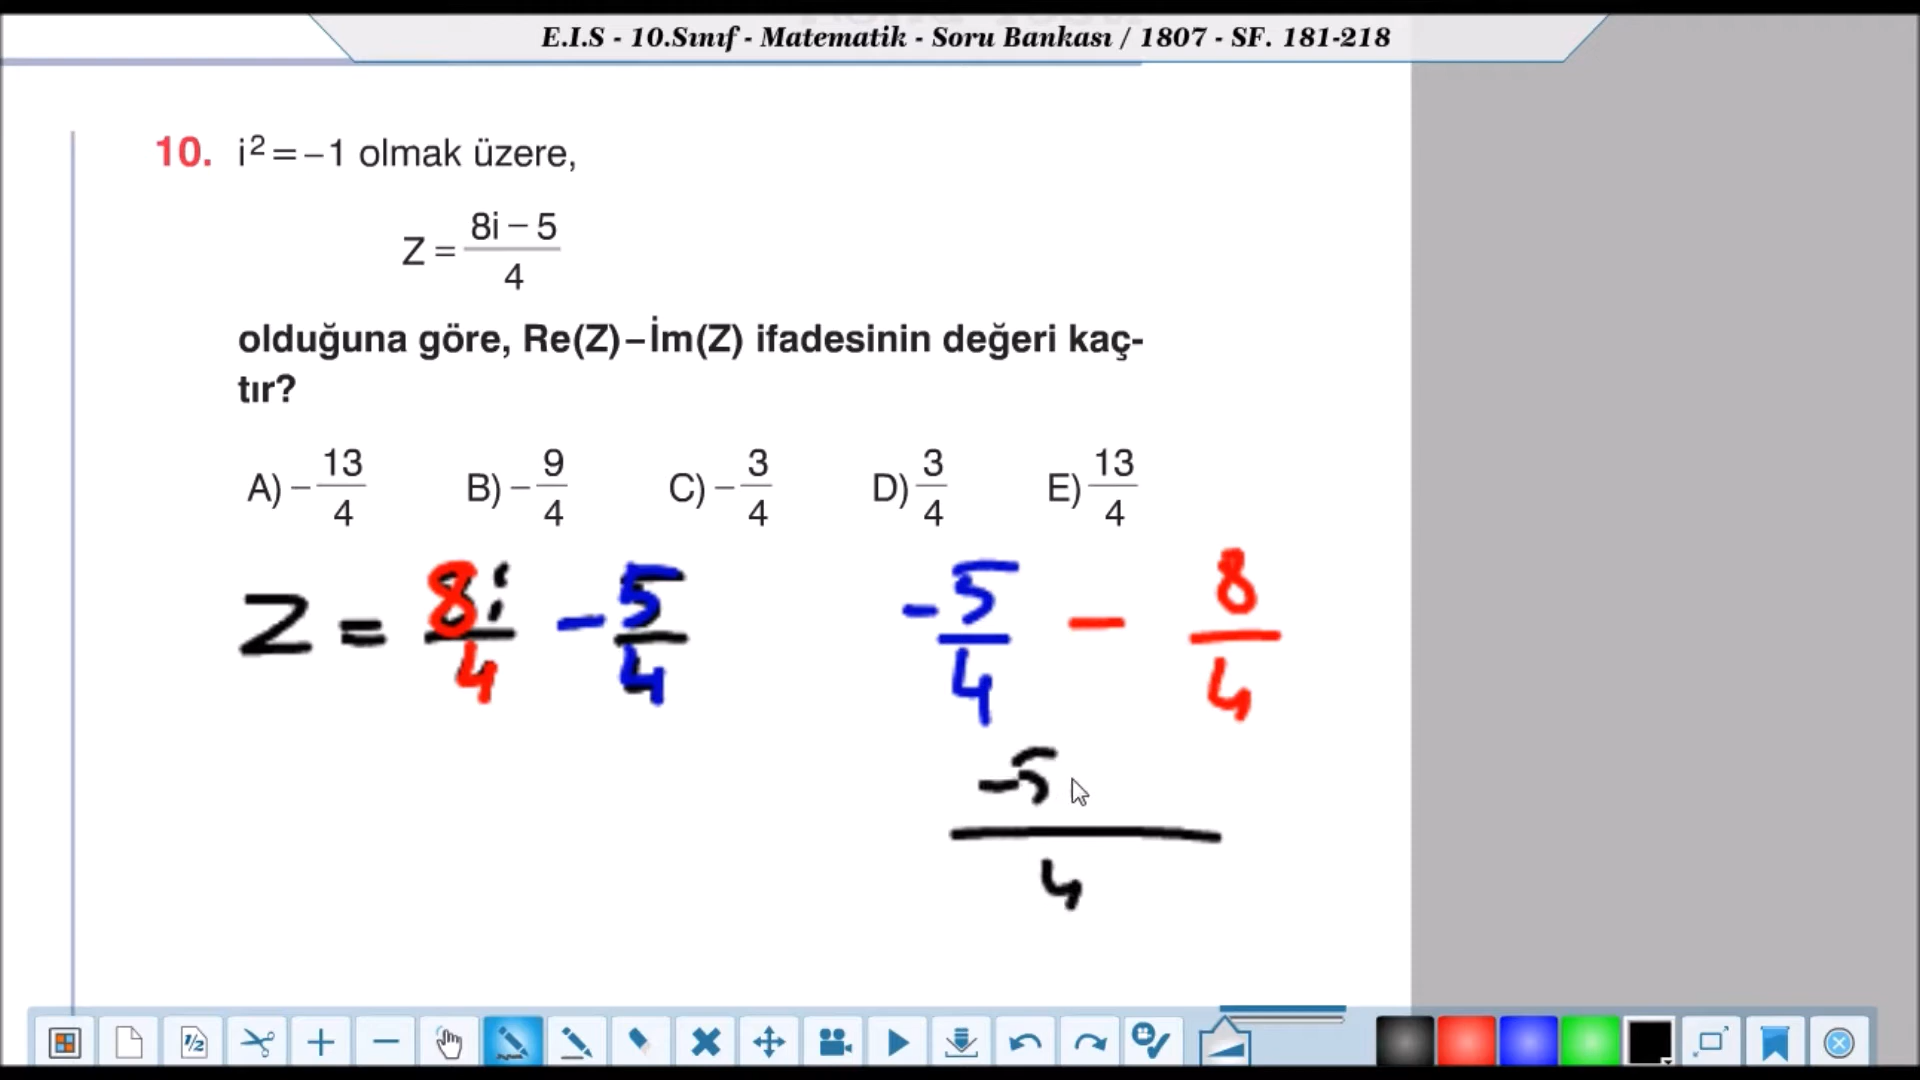 E.I.S - 10.Sınıf - Matematik - Soru Bankası / 1807 - SF. 181-218
10. i² = −1 olmak üzere,
Z = (8i − 5)/4
olduğuna göre, Re(Z)−İm(Z) ifadesinin değeri kaç-
tır?
A) −13/4 B) −9/4 C) −3/4 D) 3/4 E) 13/4
Z = 8i/4 − 5/4 −5/4 − 8/4
−5
4
1/2